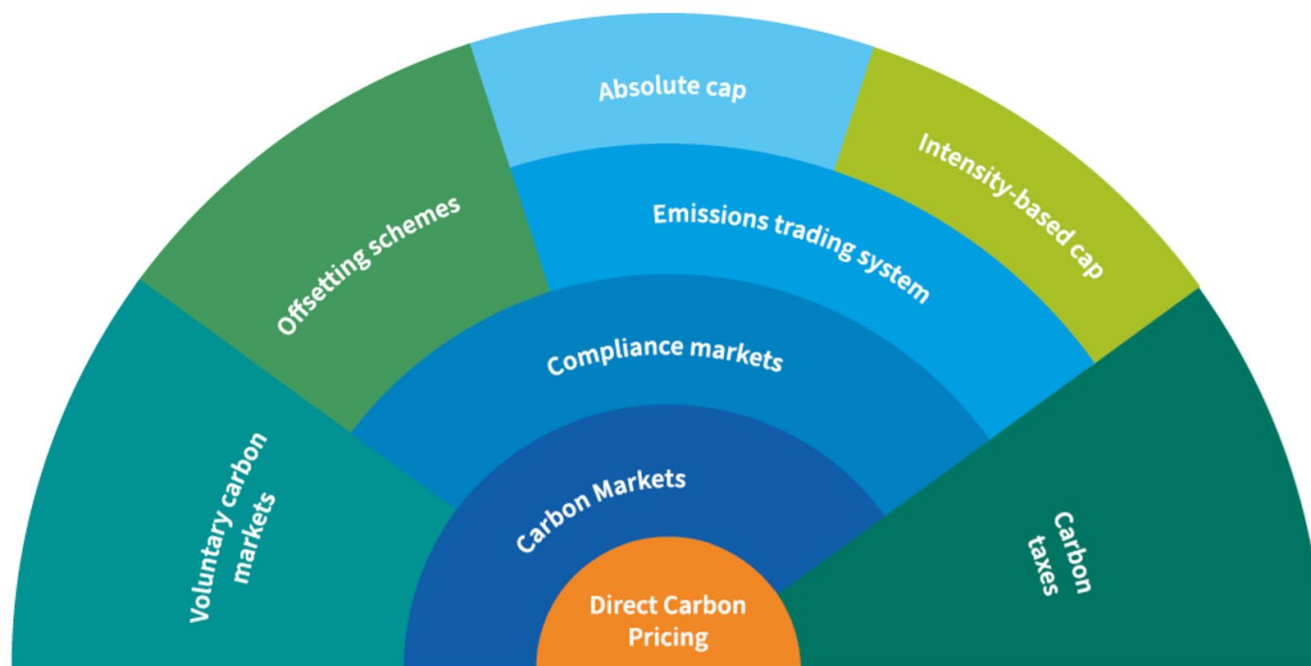 Absolute cap
Intensity-based cap
Offsetting schemes
Emissions trading system
Compliance markets
Voluntary carbon
markets
Carbon Markets
Carbon
taxes
Direct Carbon
Pricing